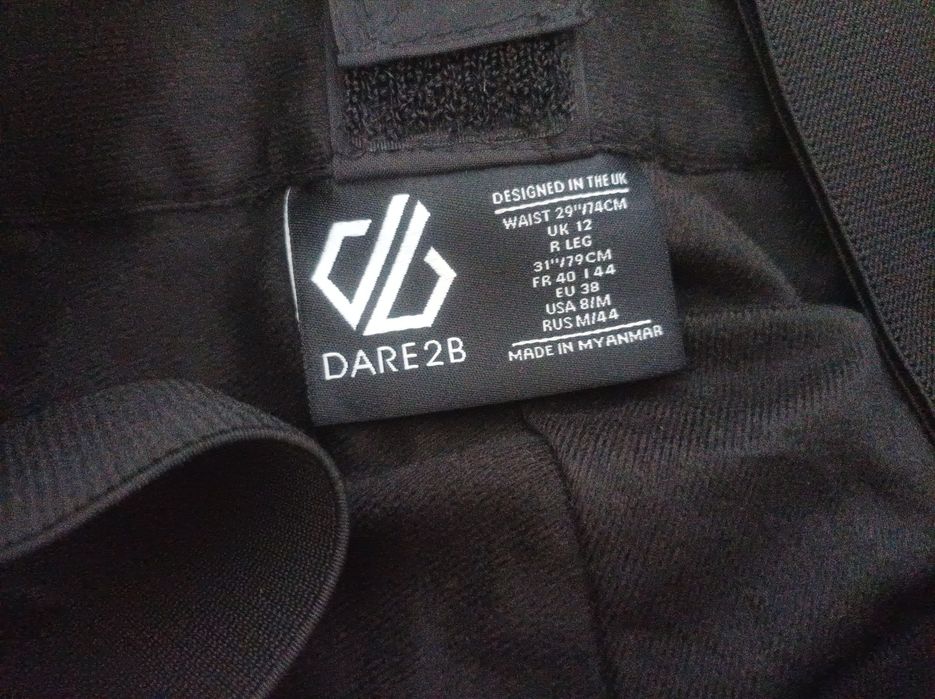 db
DARE2B
DESIGNED IN THE UK
WAIST 29"/74CM
UK 12
R LEG
31"/79CM
FR 40 I 44
EU 38
USA 8/M
RUS M/44
MADE IN MYANMAR